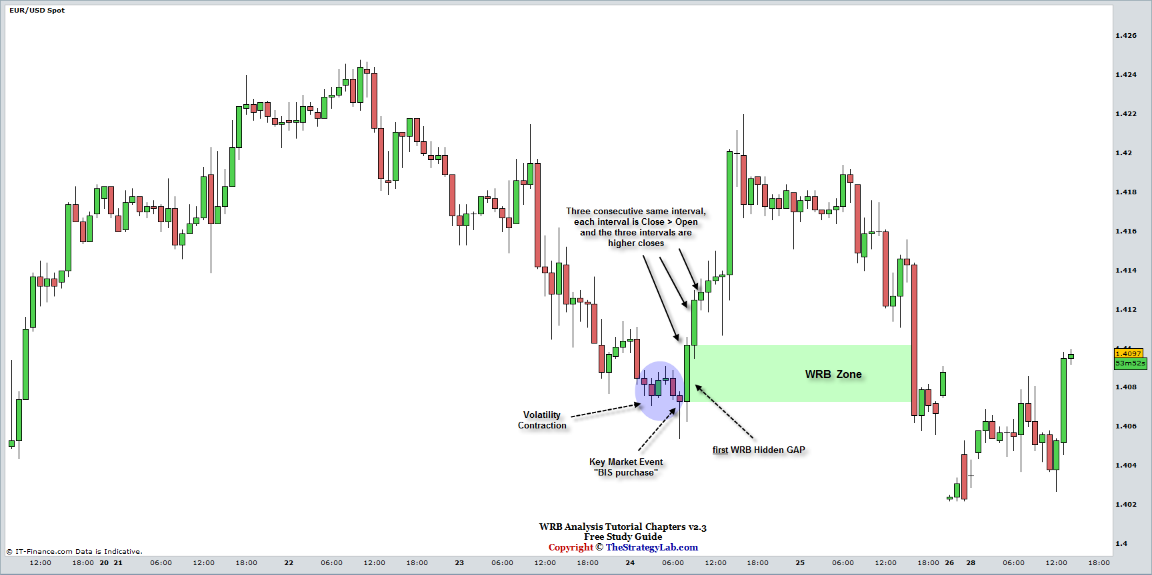 EUR/USD Spot
1.426
1.424
1.422
1.42
1.418
1.416
1.414
1.412
1.4097
53m52s
1.408
1.406
1.404
1.402
1.4
Three consecutive same interval,
each interval is Close > Open
and the three intervals are
higher closes
WRB Zone
Volatility
Contraction
Key Market Event
"BIS purchase"
first WRB Hidden GAP
WRB Analysis Tutorial Chapters v2.3
Free Study Guide
Copyright © TheStrategyLab.com
© IT-Finance.com Data is Indicative.
12:00 18:00 20 21 06:00 12:00 18:00 22 06:00 12:00 18:00 23 06:00 12:00 18:00 24 06:00 12:00 18:00 25 06:00 12:00 18:00 26 28 06:00 12:00 18:00